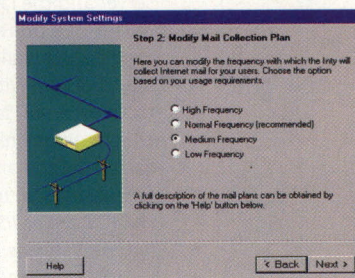 Modify System Settings
Step 2: Modify Mail Collection Plan
Here you can modify the frequency with which the Inty will
collect Internet mail for your users. Choose the option
based on your usage requirements.
High Frequency
Normal Frequency (recommended)
Medium Frequency
Low Frequency
A full description of the mail plans can be obtained by
clicking on the 'Help' button below.
Help
< Back
Next >